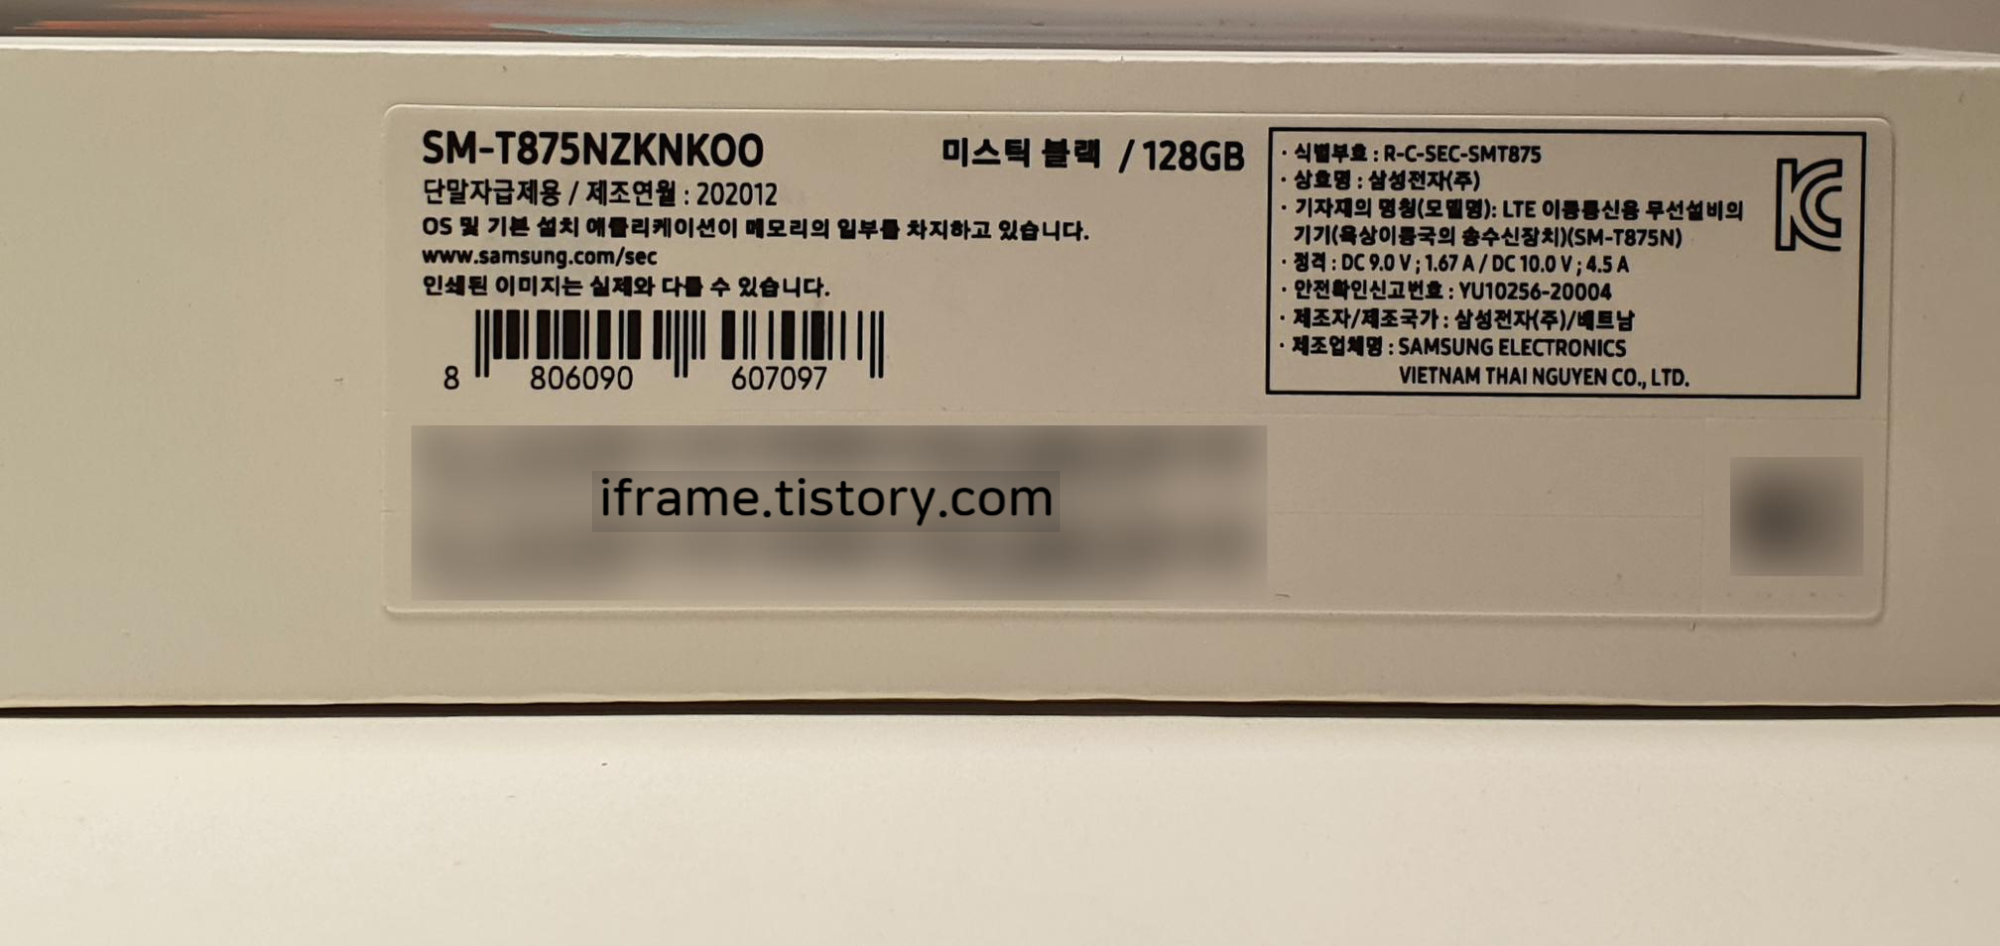 SM-T875NZKNKOO
미스틱 블랙 / 128GB
단말자급제용 / 제조연월 : 202012
OS 및 기본 설치 애플리케이션이 메모리의 일부를 차지하고 있습니다.
www.samsung.com/sec
인쇄된 이미지는 실제와 다를 수 있습니다.
8 806090 607097
· 식별부호 : R-C-SEC-SMT875
· 상호명 : 삼성전자(주)
· 기자재의 명칭(모델명): LTE 이동통신용 무선설비의
기기(육상이동국의 송수신장치)(SM-T875N)
· 정격 : DC 9.0 V ; 1.67 A / DC 10.0 V ; 4.5 A
· 안전확인신고번호 : YU10256-20004
· 제조자/제조국가 : 삼성전자(주)/베트남
· 제조업체명 : SAMSUNG ELECTRONICS
VIETNAM THAI NGUYEN CO., LTD.
KC
iframe.tistory.com